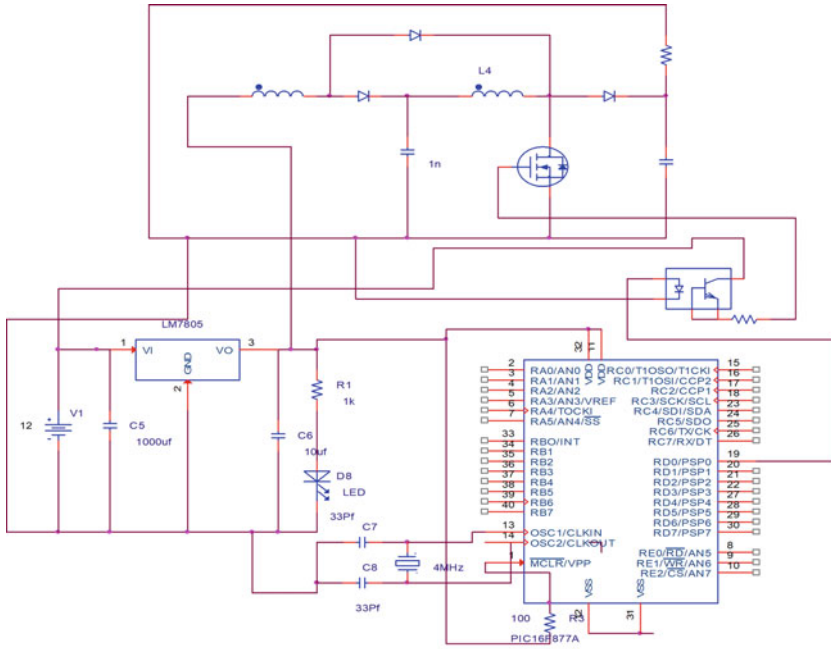 L4
1n
LM7805
1
VI
VO
3
GND
2
R1
1k
V1
12
C5
1000uf
C6
10uf
D8
LED
33Pf
C7
C8
33Pf
4MHz
32
11
VDD
VDD
2
RA0/AN0
3
RA1/AN1
4
RA2/AN2
5
RA3/AN3/VREF
6
RA4/TOCKI
7
RA5/AN4/SS
33
RBO/INT
34
RB1
35
RB2
36
RB3
37
RB4
38
RB5
39
RB6
40
RB7
13
OSC1/CLKIN
14
OSC2/CLKOUT
1
MCLR/VPP
RC0/T1OSO/T1CKI
15
RC1/T1OSI/CCP2
16
RC2/CCP1
17
RC3/SCK/SCL
18
RC4/SDI/SDA
23
RC5/SDO
24
RC6/TX/CK
25
RC7/RX/DT
26
RD0/PSP0
19
RD1/PSP1
20
RD2/PSP2
21
RD3/PSP3
22
RD4/PSP4
27
RD5/PSP5
28
RD6/PSP6
29
RD7/PSP7
30
RE0/RD/AN5
8
RE1/WR/AN6
9
RE2/CS/AN7
10
VSS
VSS
12
31
100
R3
PIC16F877A